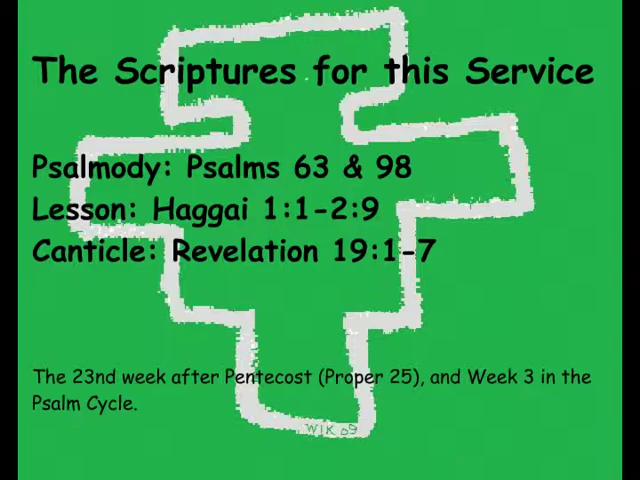 The Scriptures for this Service
Psalmody: Psalms 63 & 98
Lesson: Haggai 1:1-2:9
Canticle: Revelation 19:1-7
The 23nd week after Pentecost (Proper 25), and Week 3 in the
Psalm Cycle.
WIK 09